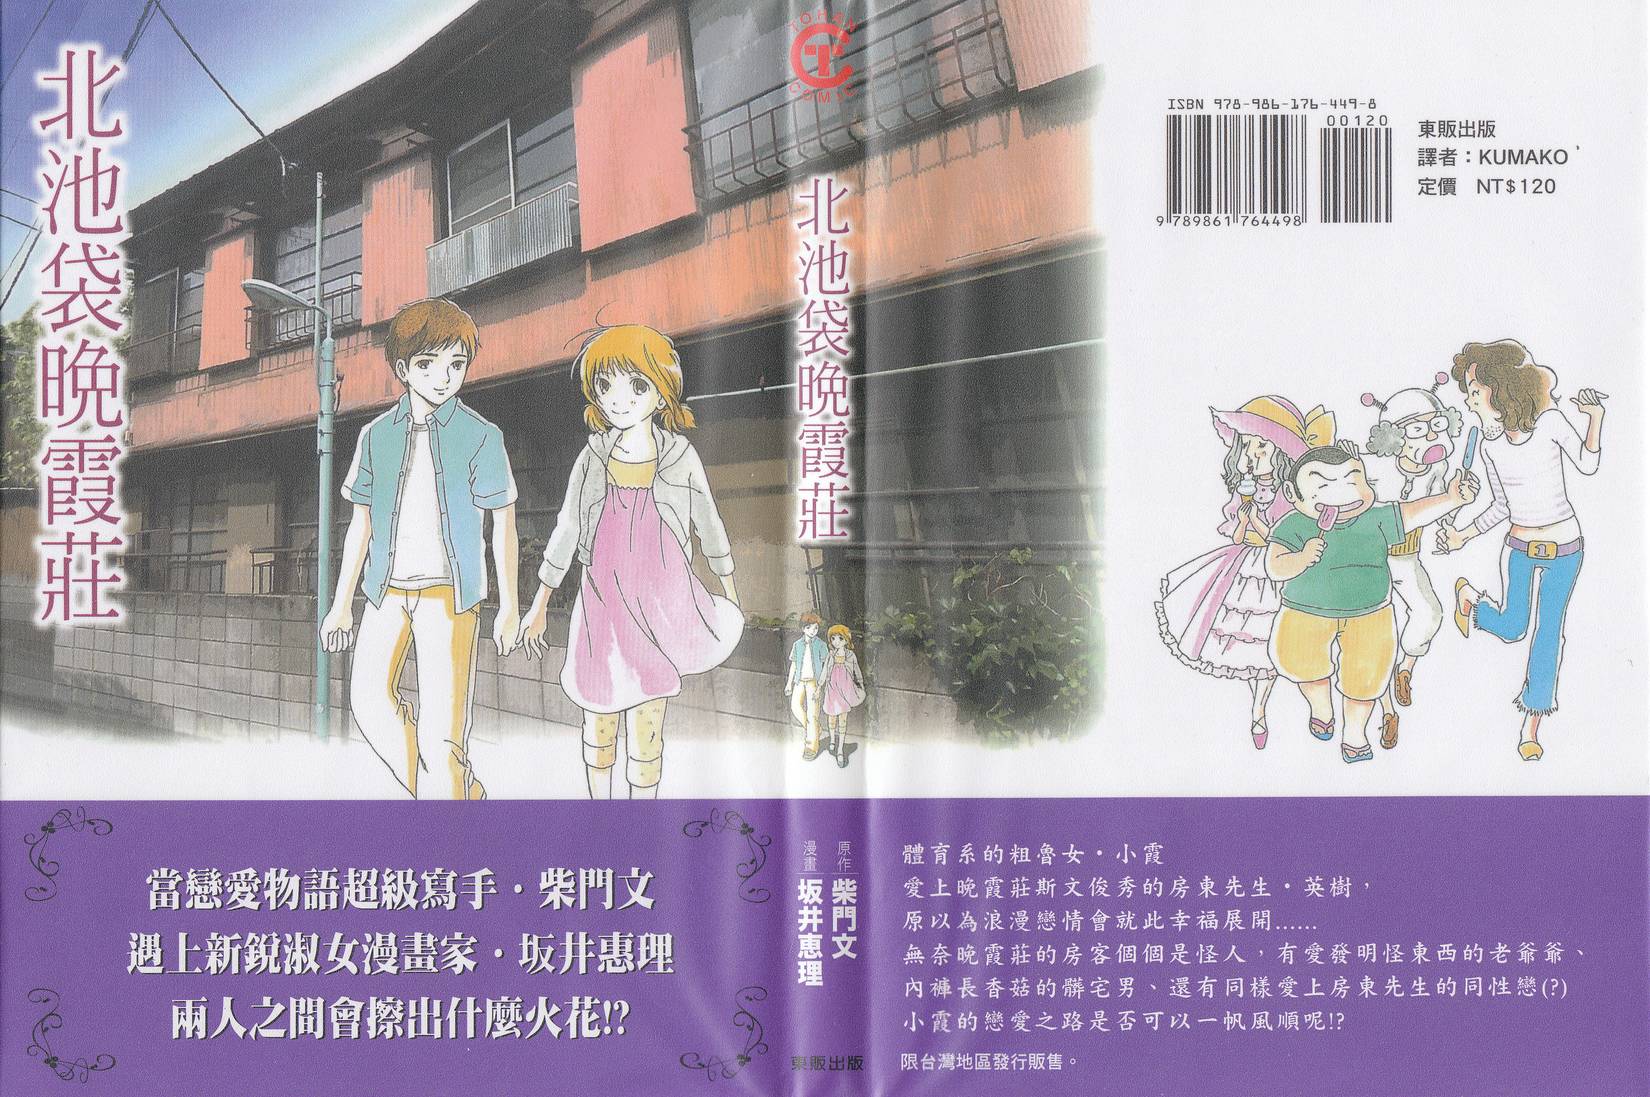 北池袋晚霞莊
當戀愛物語超級寫手・柴門文
遇上新銳淑女漫畫家・坂井惠理
兩人之間會擦出什麼火花!?
TOHAN COMIC
北池袋晚霞莊
原作 柴門文
漫畫 坂井恵理
東販出版
ISBN 978-986-176-449-8
00120
9 789861 764498
東販出版
譯者：KUMAKO
定價 NT$120
1
體育系的粗魯女・小霞
愛上晚霞莊斯文俊秀的房東先生・英樹，
原以為浪漫戀情會就此幸福展開……
無奈晚霞莊的房客個個是怪人，有愛發明怪東西的老爺爺、
內褲長香菇的髒宅男、還有同樣愛上房東先生的同性戀(?)
小霞的戀愛之路是否可以一帆風順呢!?
限台灣地區發行販售。